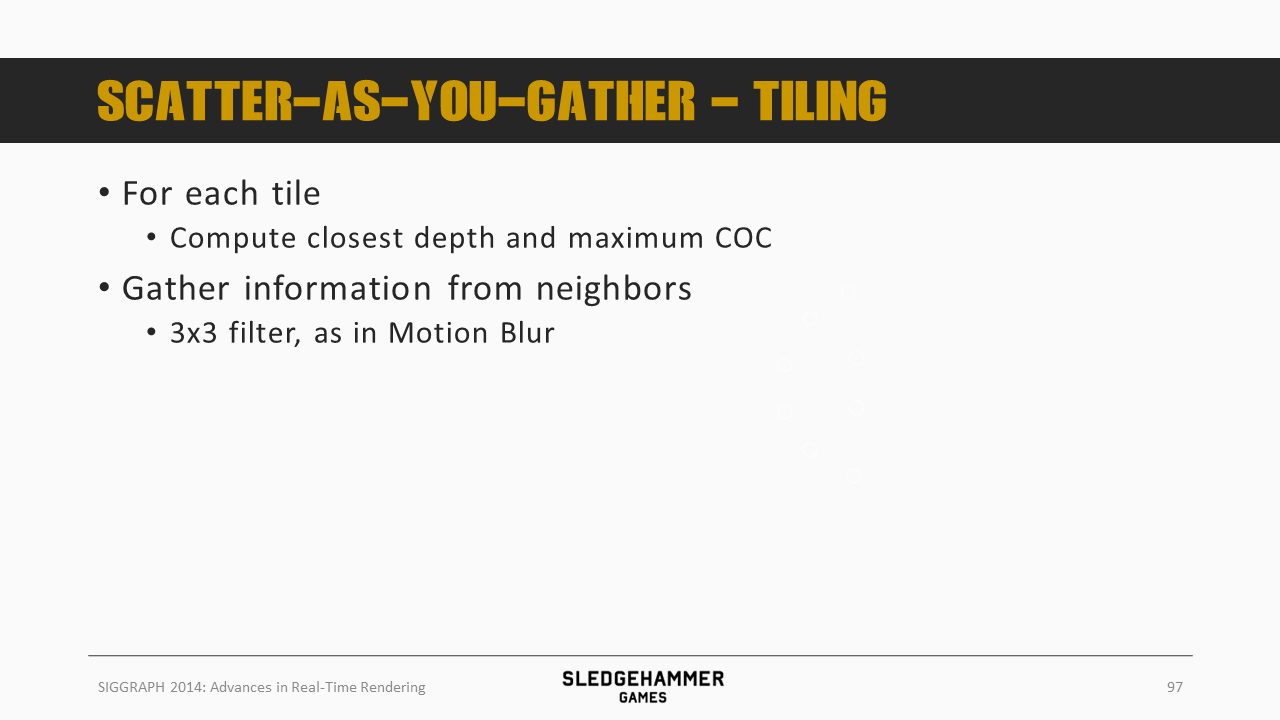 SCATTER-AS-YOU-GATHER – TILING
• For each tile
• Compute closest depth and maximum COC
• Gather information from neighbors
• 3x3 filter, as in Motion Blur
SIGGRAPH 2014: Advances in Real-Time Rendering
SLEDGEHAMMER
GAMES
97